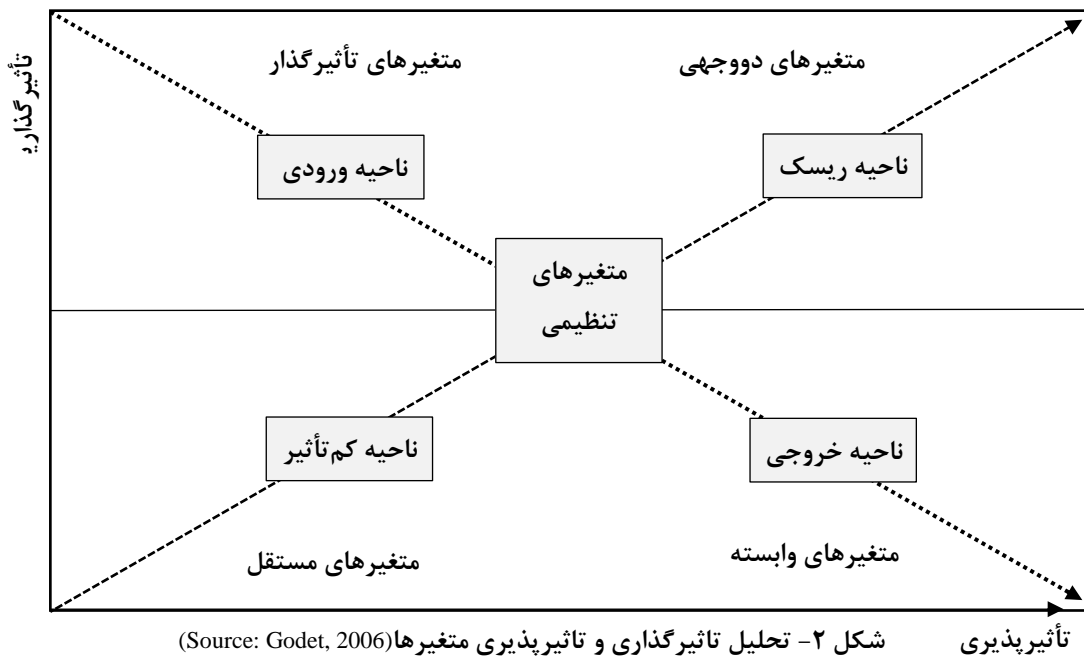 متغیرهای دووجهی
متغیرهای تأثیرگذار
تأثیرگذاری
ناحیه ریسک
ناحیه ورودی
متغیرهای
تنظیمی
ناحیه خروجی
ناحیه کم‌تأثیر
متغیرهای وابسته
متغیرهای مستقل
تأثیرپذیری
شکل ۲- تحلیل تاثیرگذاری و تاثیرپذیری متغیرها(Source: Godet, 2006)